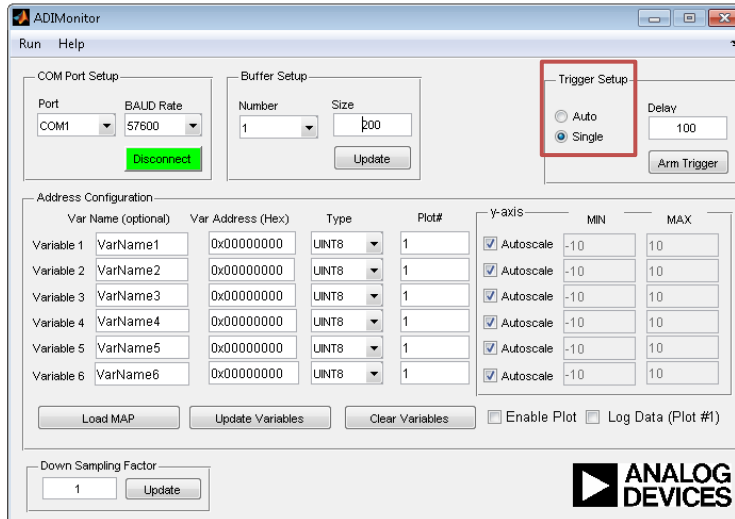 ADIMonitor
Run Help
COM Port Setup
Port BAUD Rate
COM1 57600
Disconnect
Buffer Setup
Number Size
1 200
Update
Trigger Setup
Auto
Single
Delay
100
Arm Trigger
Address Configuration
Var Name (optional) Var Address (Hex) Type Plot# y-axis MIN MAX
Variable 1 VarName1 0x00000000 UINT8 1 Autoscale -10 10
Variable 2 VarName2 0x00000000 UINT8 1 Autoscale -10 10
Variable 3 VarName3 0x00000000 UINT8 1 Autoscale -10 10
Variable 4 VarName4 0x00000000 UINT8 1 Autoscale -10 10
Variable 5 VarName5 0x00000000 UINT8 1 Autoscale -10 10
Variable 6 VarName6 0x00000000 UINT8 1 Autoscale -10 10
Load MAP Update Variables Clear Variables Enable Plot Log Data (Plot #1)
Down Sampling Factor
1 Update
ANALOG
DEVICES